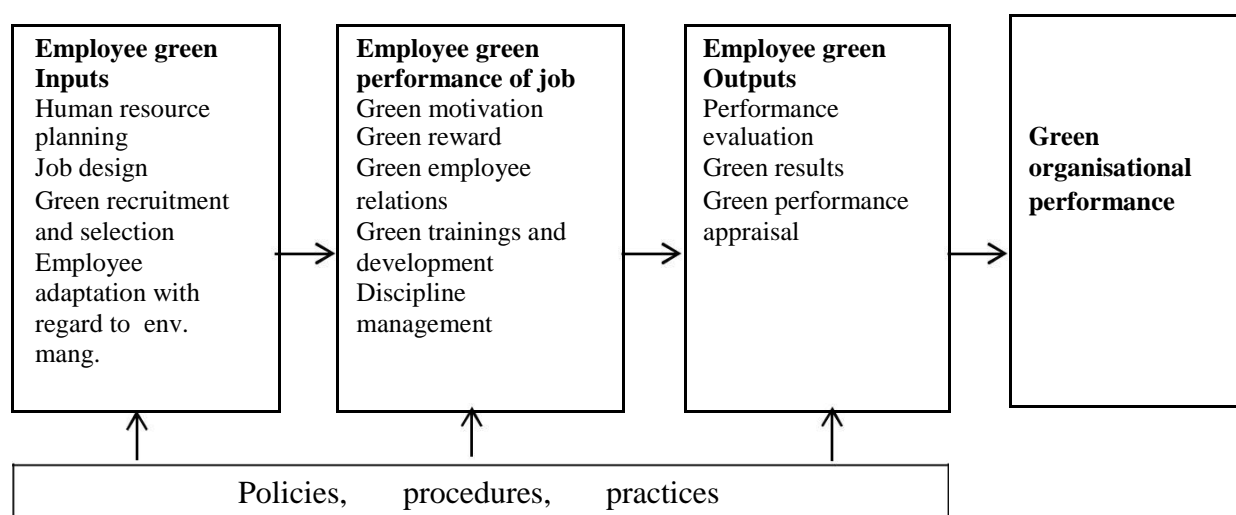 Employee green
Inputs
Human resource
planning
Job design
Green recruitment
and selection
Employee
adaptation with
regard to env.
mang.
Employee green
performance of job
Green motivation
Green reward
Green employee
relations
Green trainings and
development
Discipline
management
Employee green
Outputs
Performance
evaluation
Green results
Green performance
appraisal
Green
organisational
performance
Policies, procedures, practices